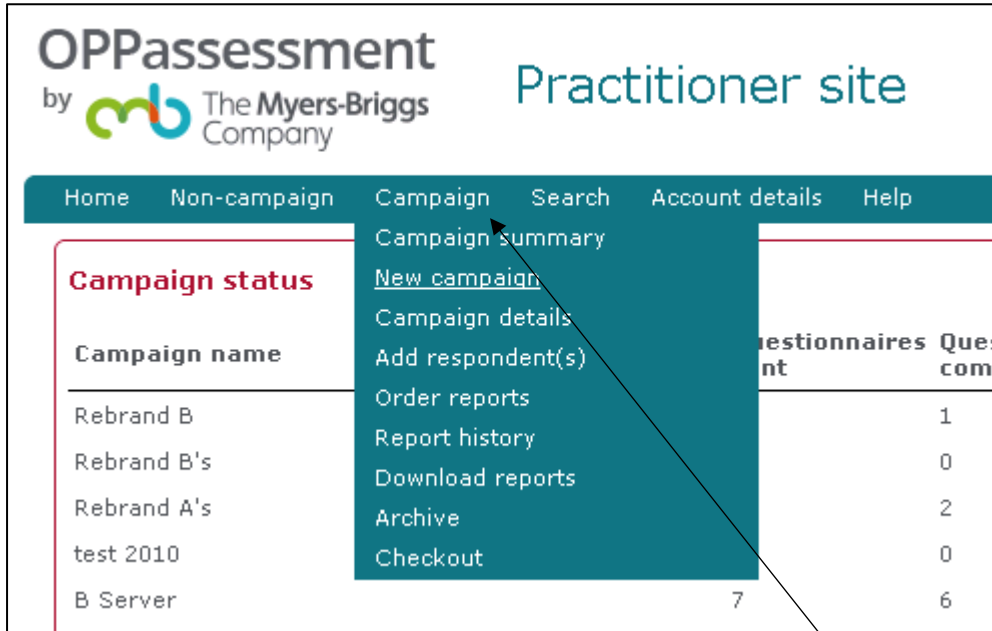 OPPassessment
by mb The Myers-Briggs
Company
Practitioner site
Home Non-campaign Campaign Search Account details Help
Campaign summary
New campaign
Campaign details
Add respondent(s)
Order reports
Report history
Download reports
Archive
Checkout
Campaign status
Campaign name
Rebrand B 1
Rebrand B's 0
Rebrand A's 2
test 2010 0
B Server 7 6